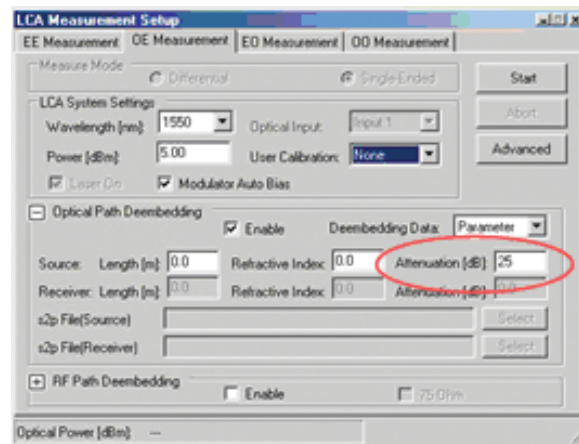 LCA Measurement Setup
EE Measurement OE Measurement EO Measurement OO Measurement
Measure Mode
Differential Single-Ended Start
LCA System Settings
Wavelength [nm]: 1550 Optical Input: Input 1 Abort
Power [dBm]: 5.00 User Calibration: None Advanced
Laser On Modulator Auto Bias
Optical Path Deembedding
Enable Deembedding Data: Parameter
Source: Length [m]: 0.0 Refractive Index: 0.0 Attenuation [dB]: 25
Receiver: Length [m]: 0.0 Refractive Index: 0.0 Attenuation [dB]: 0.0
s2p File(Source) Select
s2p File(Receiver) Select
RF Path Deembedding
Enable 75 Ohm
Optical Power [dBm]: ---